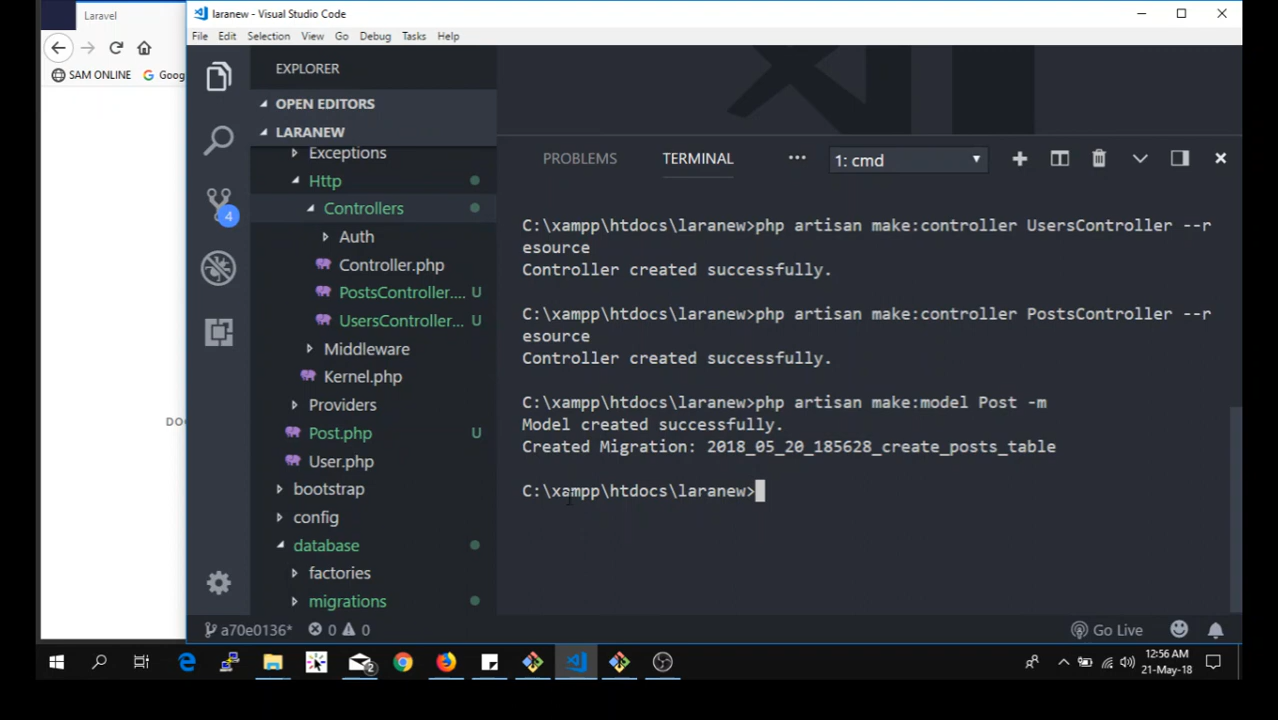 Laravel
laranew - Visual Studio Code
File Edit Selection View Go Debug Tasks Help
SAM ONLINE
Goog
EXPLORER
OPEN EDITORS
LARANEW
Exceptions
Http
Controllers
Auth
Controller.php
PostsController.... U
UsersController... U
Middleware
Kernel.php
Providers
Post.php U
User.php
bootstrap
config
database
factories
migrations
DO
4
PROBLEMS TERMINAL ... 1: cmd
C:\xampp\htdocs\laranew>php artisan make:controller UsersController --r
esource
Controller created successfully.
C:\xampp\htdocs\laranew>php artisan make:controller PostsController --r
esource
Controller created successfully.
C:\xampp\htdocs\laranew>php artisan make:model Post -m
Model created successfully.
Created Migration: 2018_05_20_185628_create_posts_table
C:\xampp\htdocs\laranew>
a70e0136* 0 0 Go Live
2
12:56 AM
21-May-18